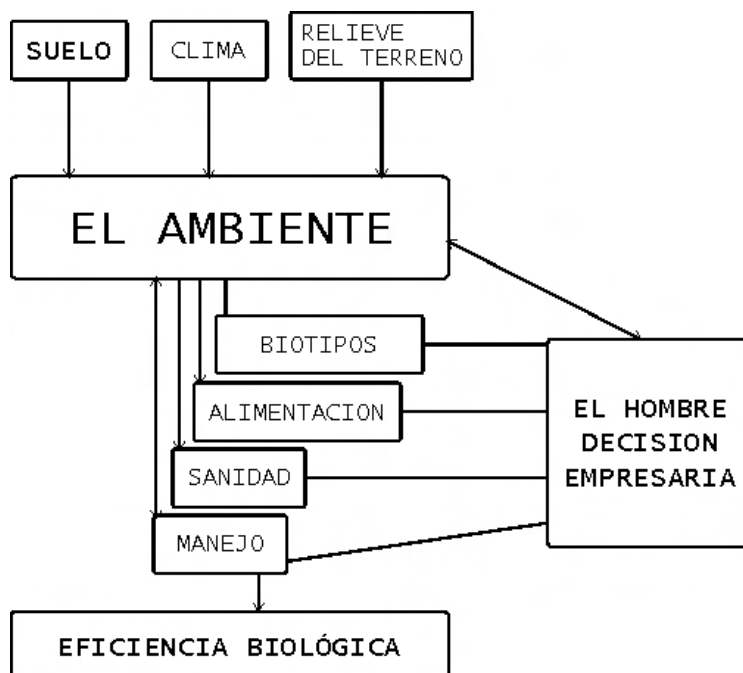 SUELO
CLIMA
RELIEVE
DEL TERRENO
EL AMBIENTE
BIOTIPOS
ALIMENTACION
SANIDAD
MANEJO
EL HOMBRE
DECISION
EMPRESARIA
EFICIENCIA BIOLÓGICA